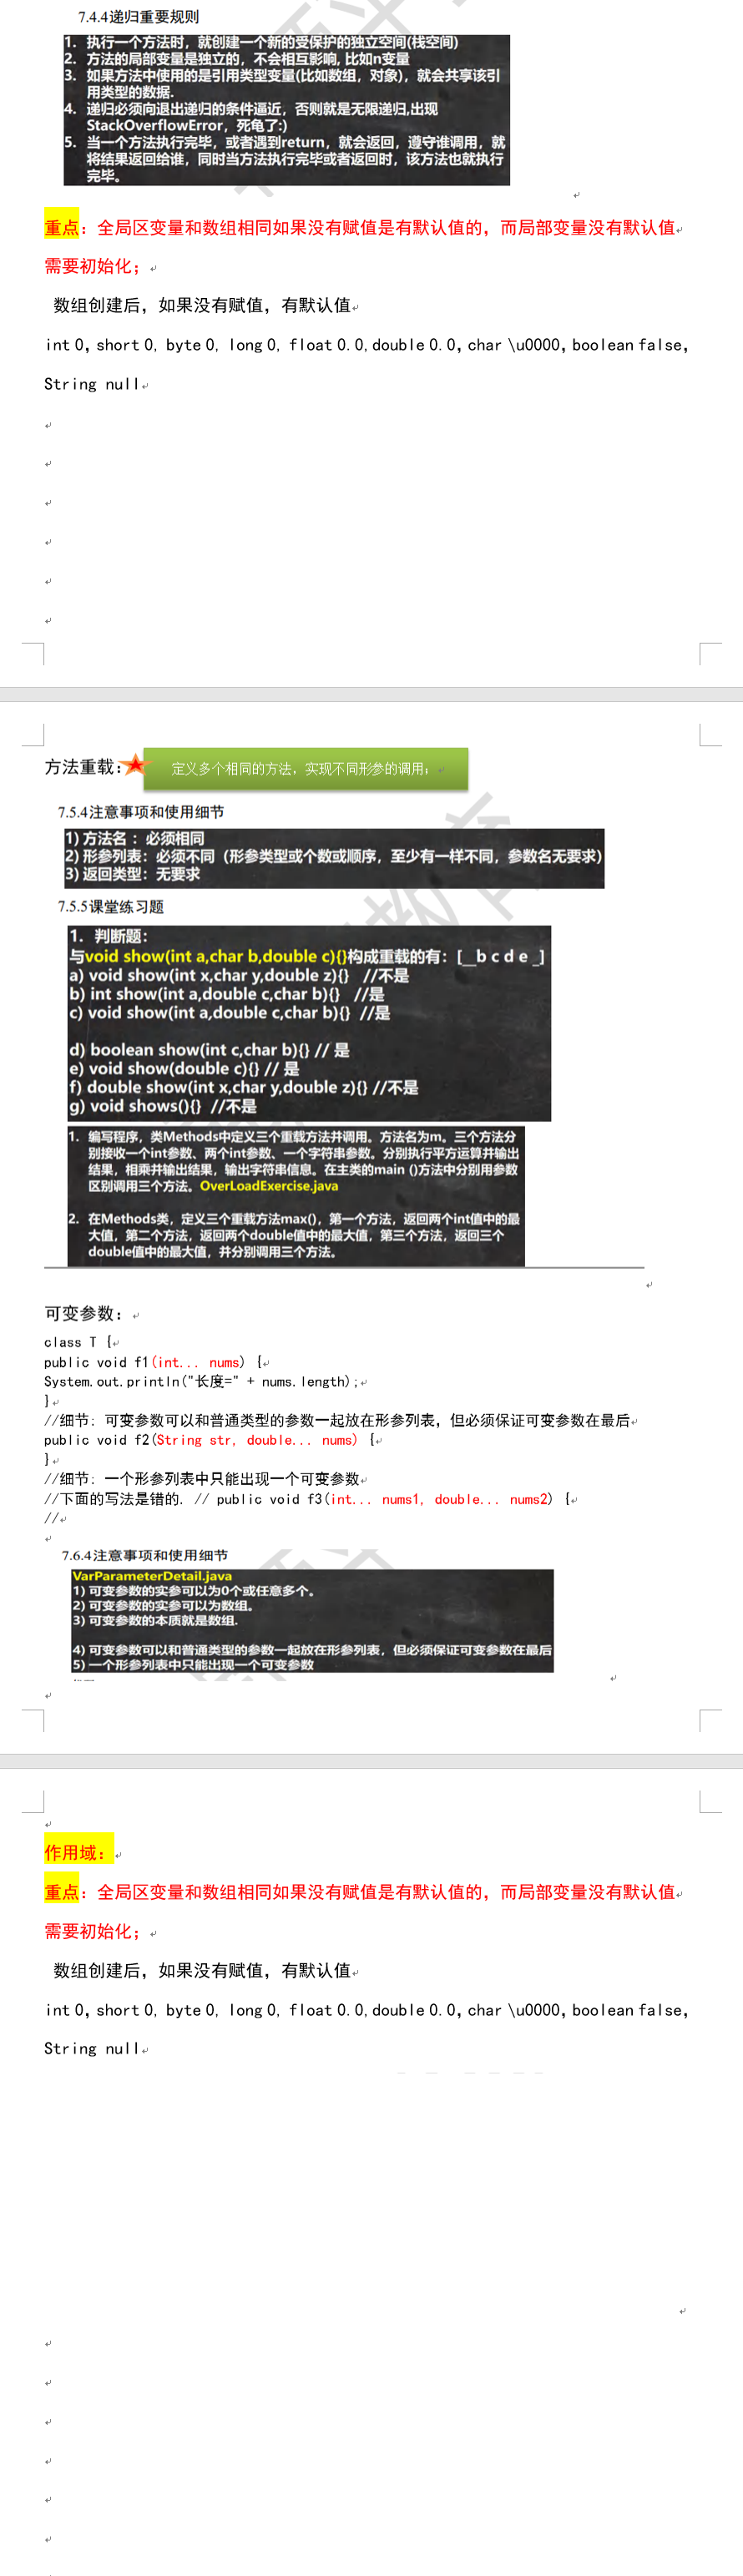 7.4.4递归重要规则
1. 执行一个方法时，就创建一个新的受保护的独立空间(栈空间)
2. 方法的局部变量是独立的，不会相互影响, 比如n变量
3. 如果方法中使用的是引用类型变量(比如数组，对象)，就会共享该引
用类型的数据.
4. 递归必须向退出递归的条件逼近，否则就是无限递归,出现
StackOverflowError，死龟了:)
5. 当一个方法执行完毕，或者遇到return，就会返回，遵守谁调用，就
将结果返回给谁，同时当方法执行完毕或者返回时，该方法也就执行
完毕。
重点：全局区变量和数组相同如果没有赋值是有默认值的，而局部变量没有默认值
需要初始化；
数组创建后，如果没有赋值，有默认值
int 0，short 0, byte 0, long 0, float 0.0,double 0.0，char \u0000，boolean false，
String null
方法重载：
定义多个相同的方法，实现不同形参的调用；
7.5.4注意事项和使用细节
1) 方法名 ：必须相同
2) 形参列表：必须不同（形参类型或个数或顺序，至少有一样不同，参数名无要求）
3) 返回类型：无要求
7.5.5课堂练习题
1. 判断题：
与void show(int a,char b,double c){}构成重载的有：[__b c d e _]
a) void show(int x,char y,double z){} //不是
b) int show(int a,double c,char b){} //是
c) void show(int a,double c,char b){} //是
d) boolean show(int c,char b){} // 是
e) void show(double c){} // 是
f) double show(int x,char y,double z){} //不是
g) void shows(){} //不是
1. 编写程序，类Methods中定义三个重载方法并调用。方法名为m。三个方法分
别接收一个int参数、两个int参数、一个字符串参数。分别执行平方运算并输出
结果，相乘并输出结果，输出字符串信息。在主类的main ()方法中分别用参数
区别调用三个方法。OverLoadExercise.java
2. 在Methods类，定义三个重载方法max()，第一个方法，返回两个int值中的最
大值，第二个方法，返回两个double值中的最大值，第三个方法，返回三个
double值中的最大值，并分别调用三个方法。
可变参数：
class T {
public void f1(int... nums) {
System.out.println("长度=" + nums.length);
}
//细节: 可变参数可以和普通类型的参数一起放在形参列表，但必须保证可变参数在最后
public void f2(String str, double... nums) {
}
//细节: 一个形参列表中只能出现一个可变参数
//下面的写法是错的. // public void f3(int... nums1, double... nums2) {
//
7.6.4注意事项和使用细节
VarParameterDetail.java
1) 可变参数的实参可以为0个或任意多个。
2) 可变参数的实参可以为数组。
3) 可变参数的本质就是数组.
4) 可变参数可以和普通类型的参数一起放在形参列表，但必须保证可变参数在最后
5) 一个形参列表中只能出现一个可变参数
作用域：
重点：全局区变量和数组相同如果没有赋值是有默认值的，而局部变量没有默认值
需要初始化；
数组创建后，如果没有赋值，有默认值
int 0，short 0, byte 0, long 0, float 0.0,double 0.0，char \u0000，boolean false，
String null